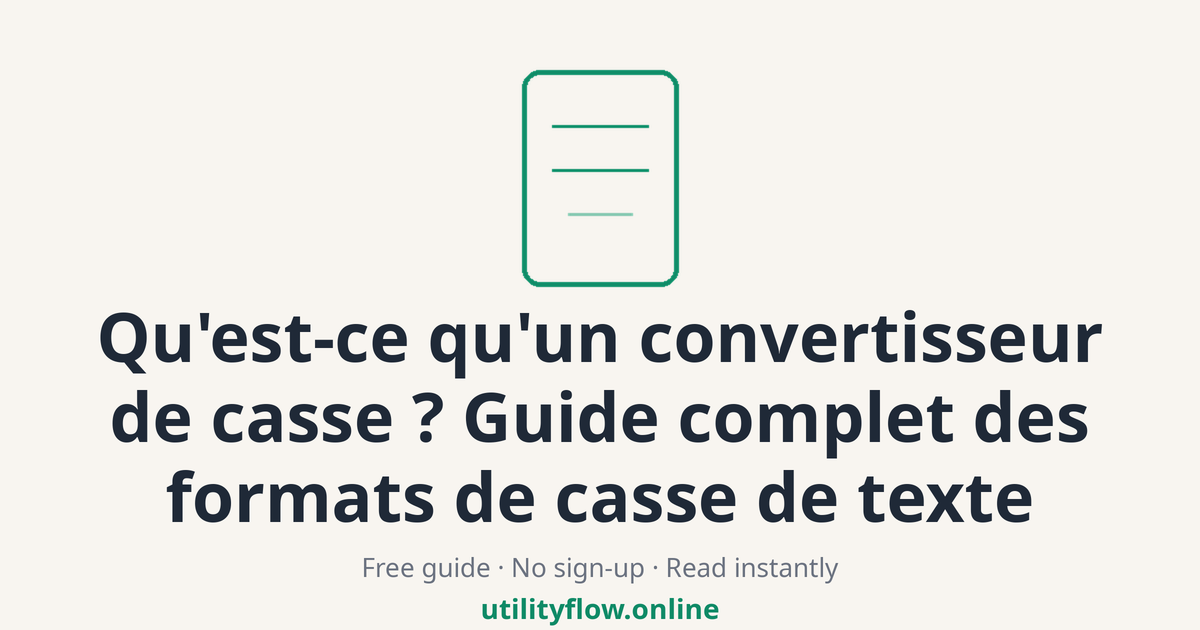 Qu'est-ce qu'un convertisseur
de casse ? Guide complet des
formats de casse de texte
Free guide · No sign-up · Read instantly
utilityflow.online